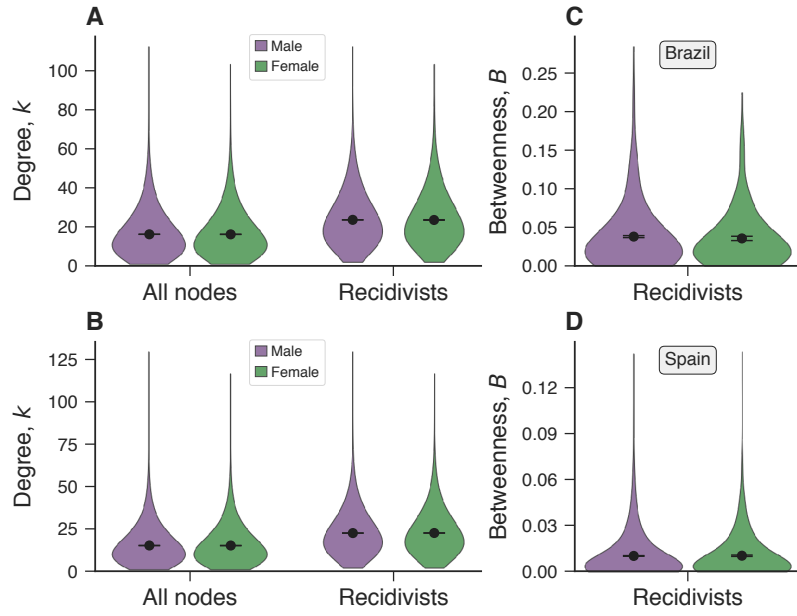 A
Male
Female
Degree, k
100
80
60
40
20
0
All nodes
Recidivists
C
Brazil
Betweenness, B
0.25
0.20
0.15
0.10
0.05
0.00
Recidivists
B
Male
Female
Degree, k
125
100
75
50
25
0
All nodes
Recidivists
D
Spain
Betweenness, B
0.12
0.09
0.06
0.03
0.00
Recidivists